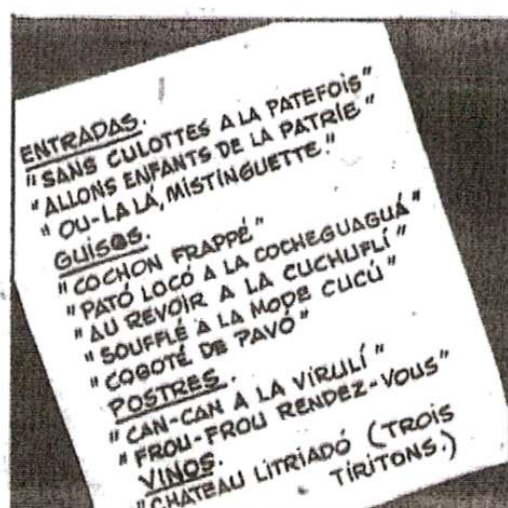 ENTRADAS.
"SANS CULOTTES A LA PATEFOIS"
"ALLONS ENFANTS DE LA PATRIE"
"OU-LA LÁ, MISTINGUETTE."
GUISOS.
"COCHON FRAPPÉ"
"PATÓ LOCÓ A LA COCHEGUAGUÁ"
"AU REVOIR A LA CUCHUFLÍ"
"SOUFFLÉ A LA MODE CUCÚ"
"COGOTÉ DE PAVÓ"
POSTRES.
"CAN-CAN A LA VIRULÍ"
"FROU-FROU RENDEZ-VOUS"
VINOS.
"CHATEAU LITRIADÓ (TROIS
TIRITONS.)